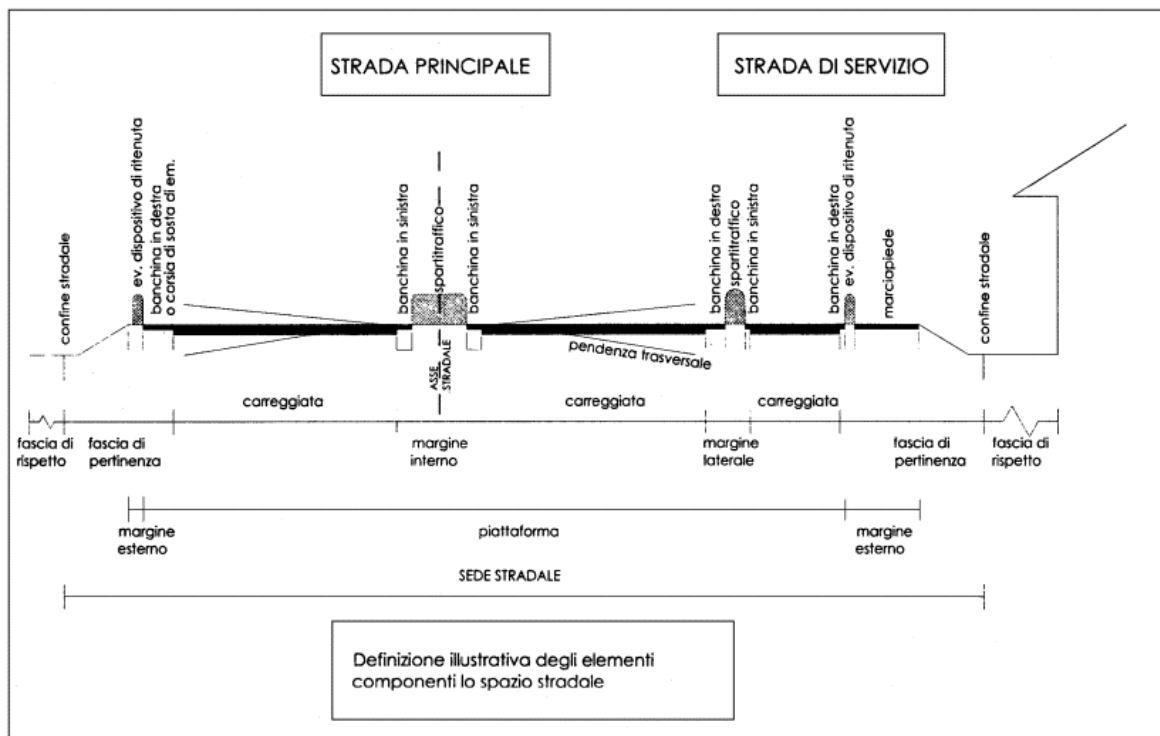 STRADA PRINCIPALE
STRADA DI SERVIZIO
confine stradale
ev. dispositivo di ritenuta
banchina in destra
o corsia di sosta di em.
banchina in sinistra
spartitraffico
banchina in sinistra
banchina in destra
spartitraffico
banchina in sinistra
banchina in destra
ev. dispositivo di ritenuta
marciapiede
confine stradale
pendenza trasversale
ASSE
STRADALE
carreggiata
carreggiata
carreggiata
fascia di
rispetto
fascia di
pertinenza
margine
interno
margine
laterale
fascia di
pertinenza
fascia di
rispetto
margine
esterno
piattaforma
margine
esterno
SEDE STRADALE
Definizione illustrativa degli elementi
componenti lo spazio stradale